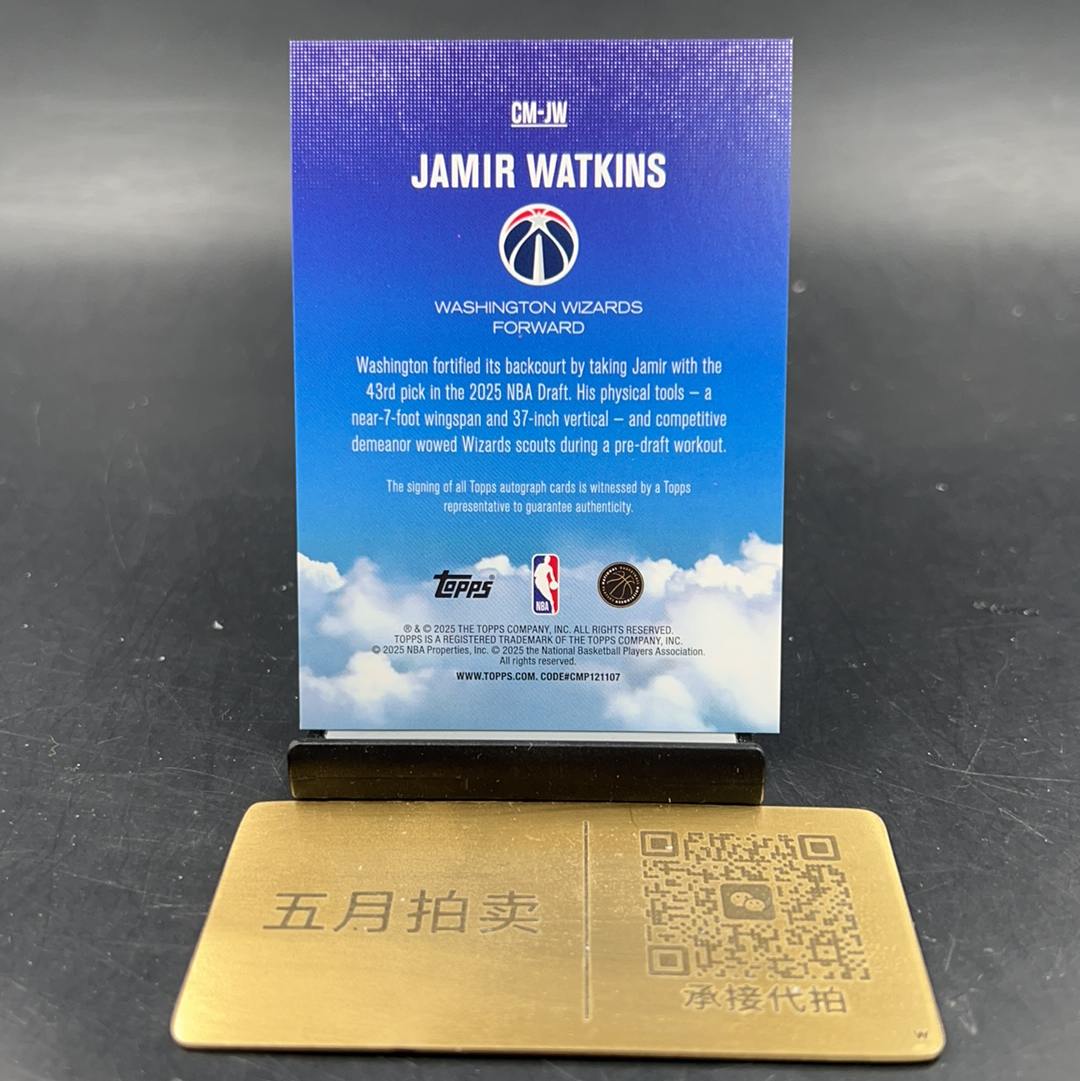 CM-JW
JAMIR WATKINS
WASHINGTON WIZARDS
FORWARD
Washington fortified its backcourt by taking Jamir with the
43rd pick in the 2025 NBA Draft. His physical tools – a
near-7-foot wingspan and 37-inch vertical – and competitive
demeanor wowed Wizards scouts during a pre-draft workout.
The signing of all Topps autograph cards is witnessed by a Topps
representative to guarantee authenticity.
topps®
NBA
® & © 2025 THE TOPPS COMPANY, INC. ALL RIGHTS RESERVED.
TOPPS IS A REGISTERED TRADEMARK OF THE TOPPS COMPANY, INC.
© 2025 NBA Properties, Inc. © 2025 the National Basketball Players Association.
All rights reserved.
WWW.TOPPS.COM. CODE#CMP121107
五月拍卖
承接代拍
W